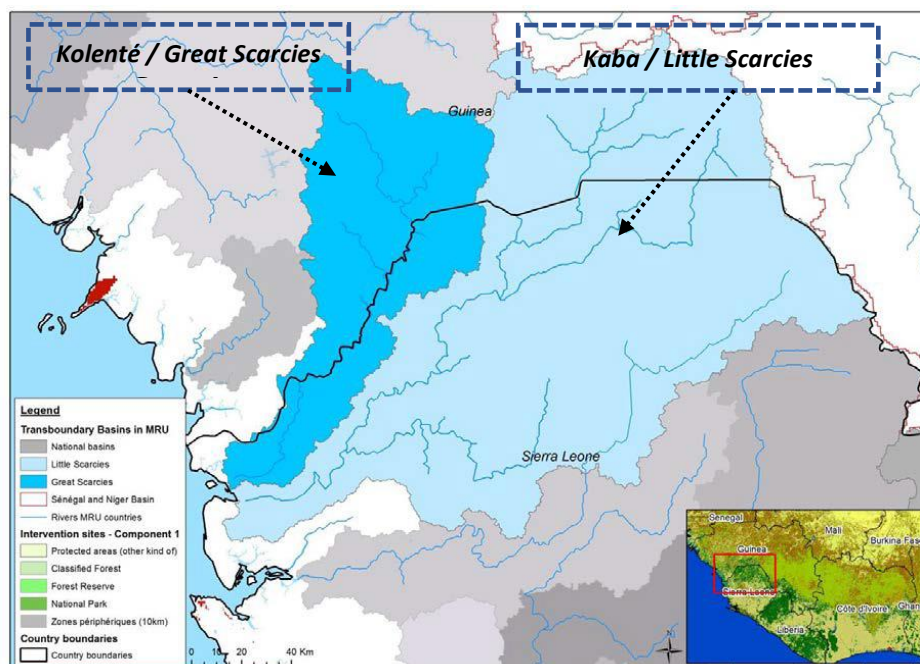 Kolenté / Great Scarcies
Kaba / Little Scarcies
Guinea
Sierra Leone
Legend
Transboundary Basins in MRU
National basins
Little Scarcies
Great Scarcies
Sénégal and Niger Basin
Rivers MRU countries
Intervention sites - Component 1
Protected areas (other kind of)
Classified Forest
Forest Reserve
National Park
Zones périphériques (10km)
Country boundaries
Country boundaries
0 10 20 40 Km
N
Senegal
Mali
Burkina Faso
Guinea
Sierra Leone
Côte d'Ivoire
Liberia